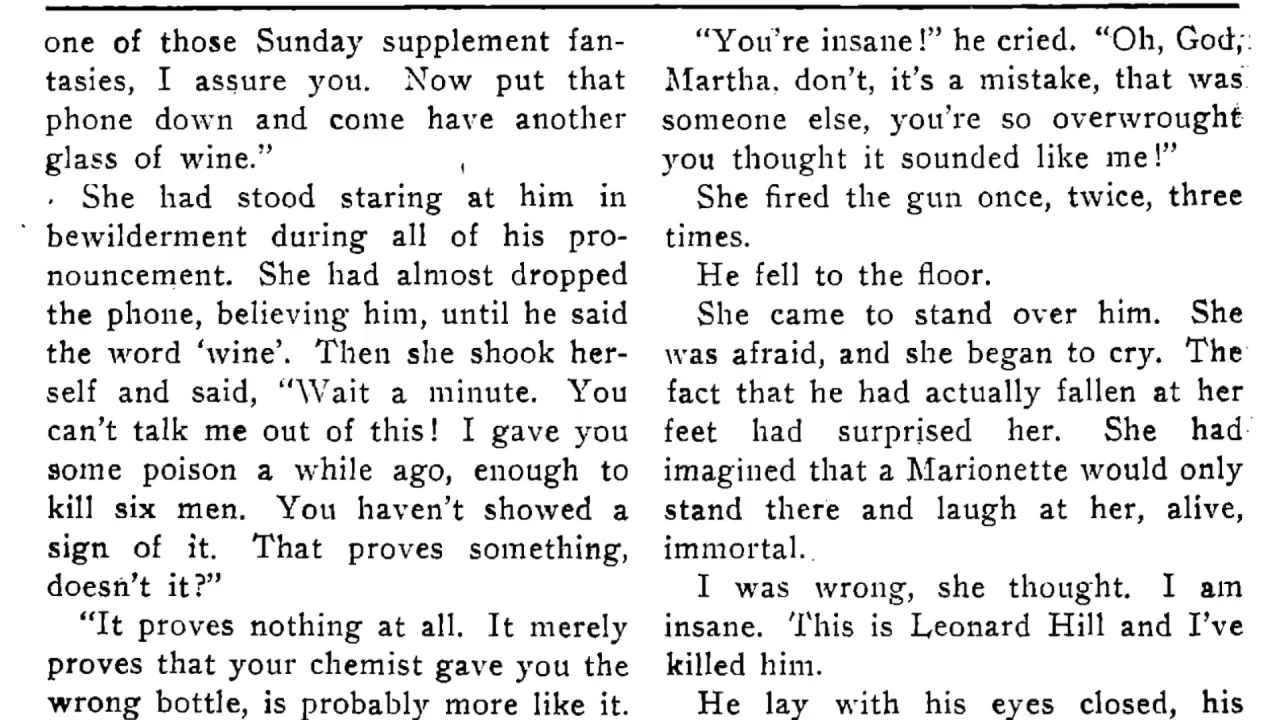 one of those Sunday supplement fan-
tasies, I assure you. Now put that
phone down and come have another
glass of wine.”
She had stood staring at him in
bewilderment during all of his pro-
nouncement. She had almost dropped
the phone, believing him, until he said
the word ‘wine’. Then she shook her-
self and said, “Wait a minute. You
can’t talk me out of this! I gave you
some poison a while ago, enough to
kill six men. You haven’t showed a
sign of it. That proves something,
doesn’t it?”
“It proves nothing at all. It merely
proves that your chemist gave you the
wrong bottle, is probably more like it.
“You’re insane!” he cried. “Oh, God,
Martha, don’t, it’s a mistake, that was
someone else, you’re so overwrought
you thought it sounded like me!”
She fired the gun once, twice, three
times.
He fell to the floor.
She came to stand over him. She
was afraid, and she began to cry. The
fact that he had actually fallen at her
feet had surprised her. She had
imagined that a Marionette would only
stand there and laugh at her, alive,
immortal.
I was wrong, she thought. I am
insane. This is Leonard Hill and I’ve
killed him.
He lay with his eyes closed, his